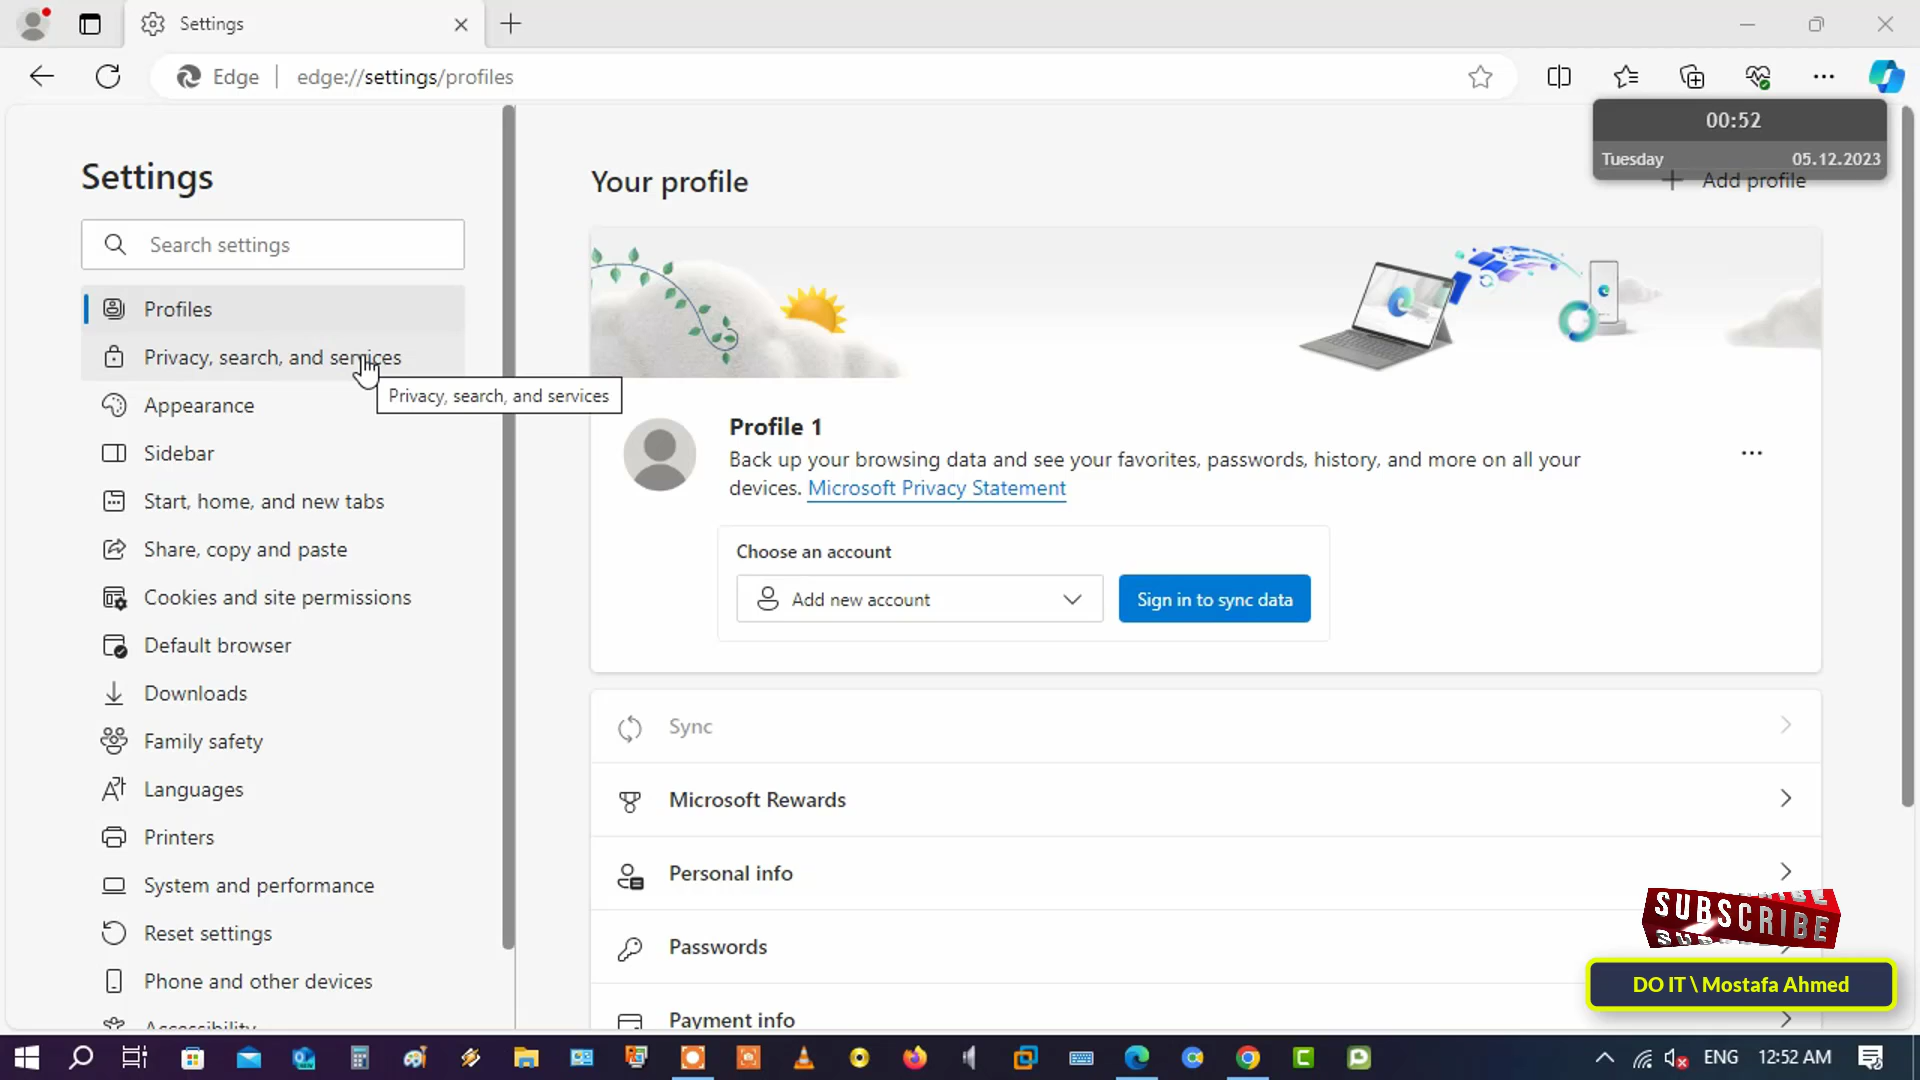 Settings
Edge
edge://settings/profiles
00:52
Tuesday
05.12.2023
Settings
Search settings
Profiles
Privacy, search, and services
Privacy, search, and services
Appearance
Sidebar
Start, home, and new tabs
Share, copy and paste
Cookies and site permissions
Default browser
Downloads
Family safety
Languages
Printers
System and performance
Reset settings
Phone and other devices
Accessibility
Your profile
Add profile
Profile 1
Back up your browsing data and see your favorites, passwords, history, and more on all your
devices. Microsoft Privacy Statement
Choose an account
Add new account
Sign in to sync data
Sync
Microsoft Rewards
Personal info
Passwords
Payment info
SUBSCRIBE
DO IT \ Mostafa Ahmed
ENG
12:52 AM